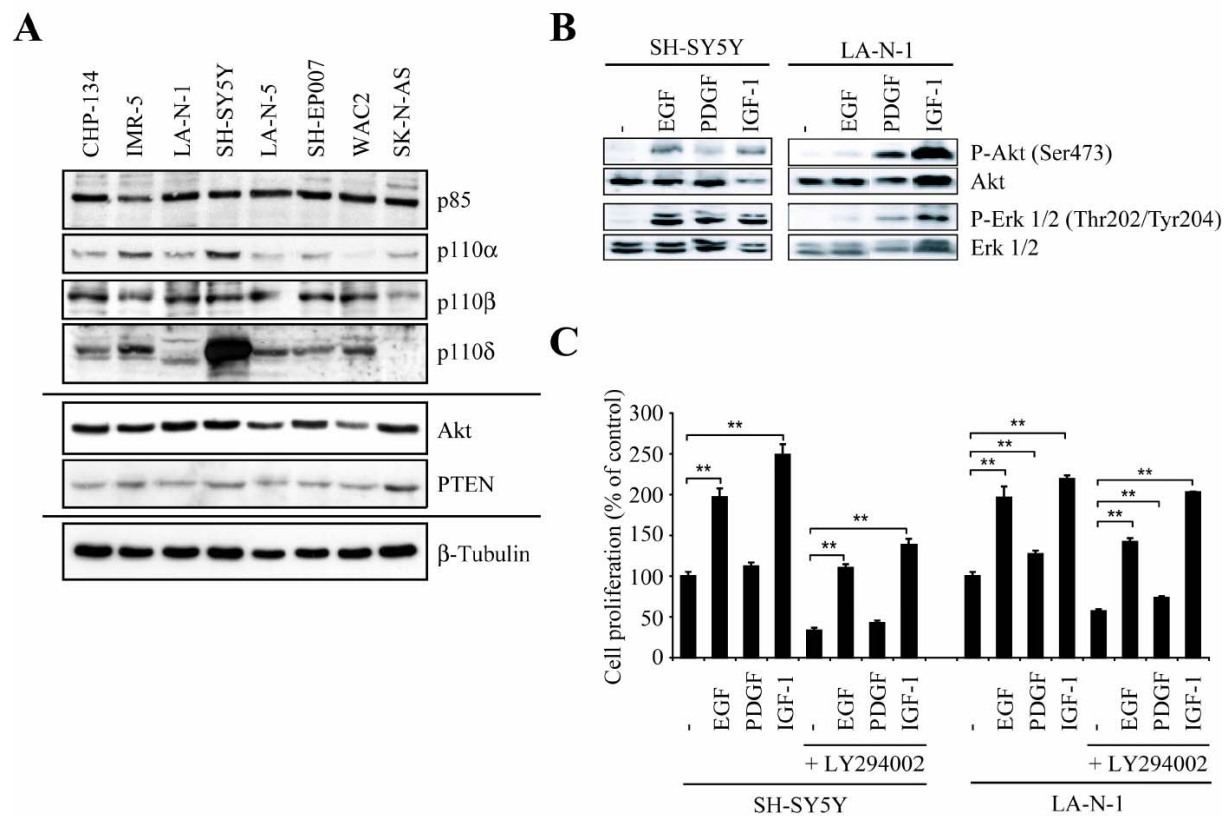 A
CHP-134
IMR-5
LA-N-1
SH-SY5Y
LA-N-5
SH-EP007
WAC2
SK-N-AS
p85
p110α
p110β
p110δ
Akt
PTEN
β-Tubulin
B
SH-SY5Y
LA-N-1
- EGF PDGF IGF-1
- EGF PDGF IGF-1
P-Akt (Ser473)
Akt
P-Erk 1/2 (Thr202/Tyr204)
Erk 1/2
C
Cell proliferation (% of control)
300
250
200
150
100
50
0
** **
** **
** ** **
** ** **
- EGF PDGF IGF-1 - EGF PDGF IGF-1
- EGF PDGF IGF-1 - EGF PDGF IGF-1
+ LY294002
+ LY294002
SH-SY5Y
LA-N-1